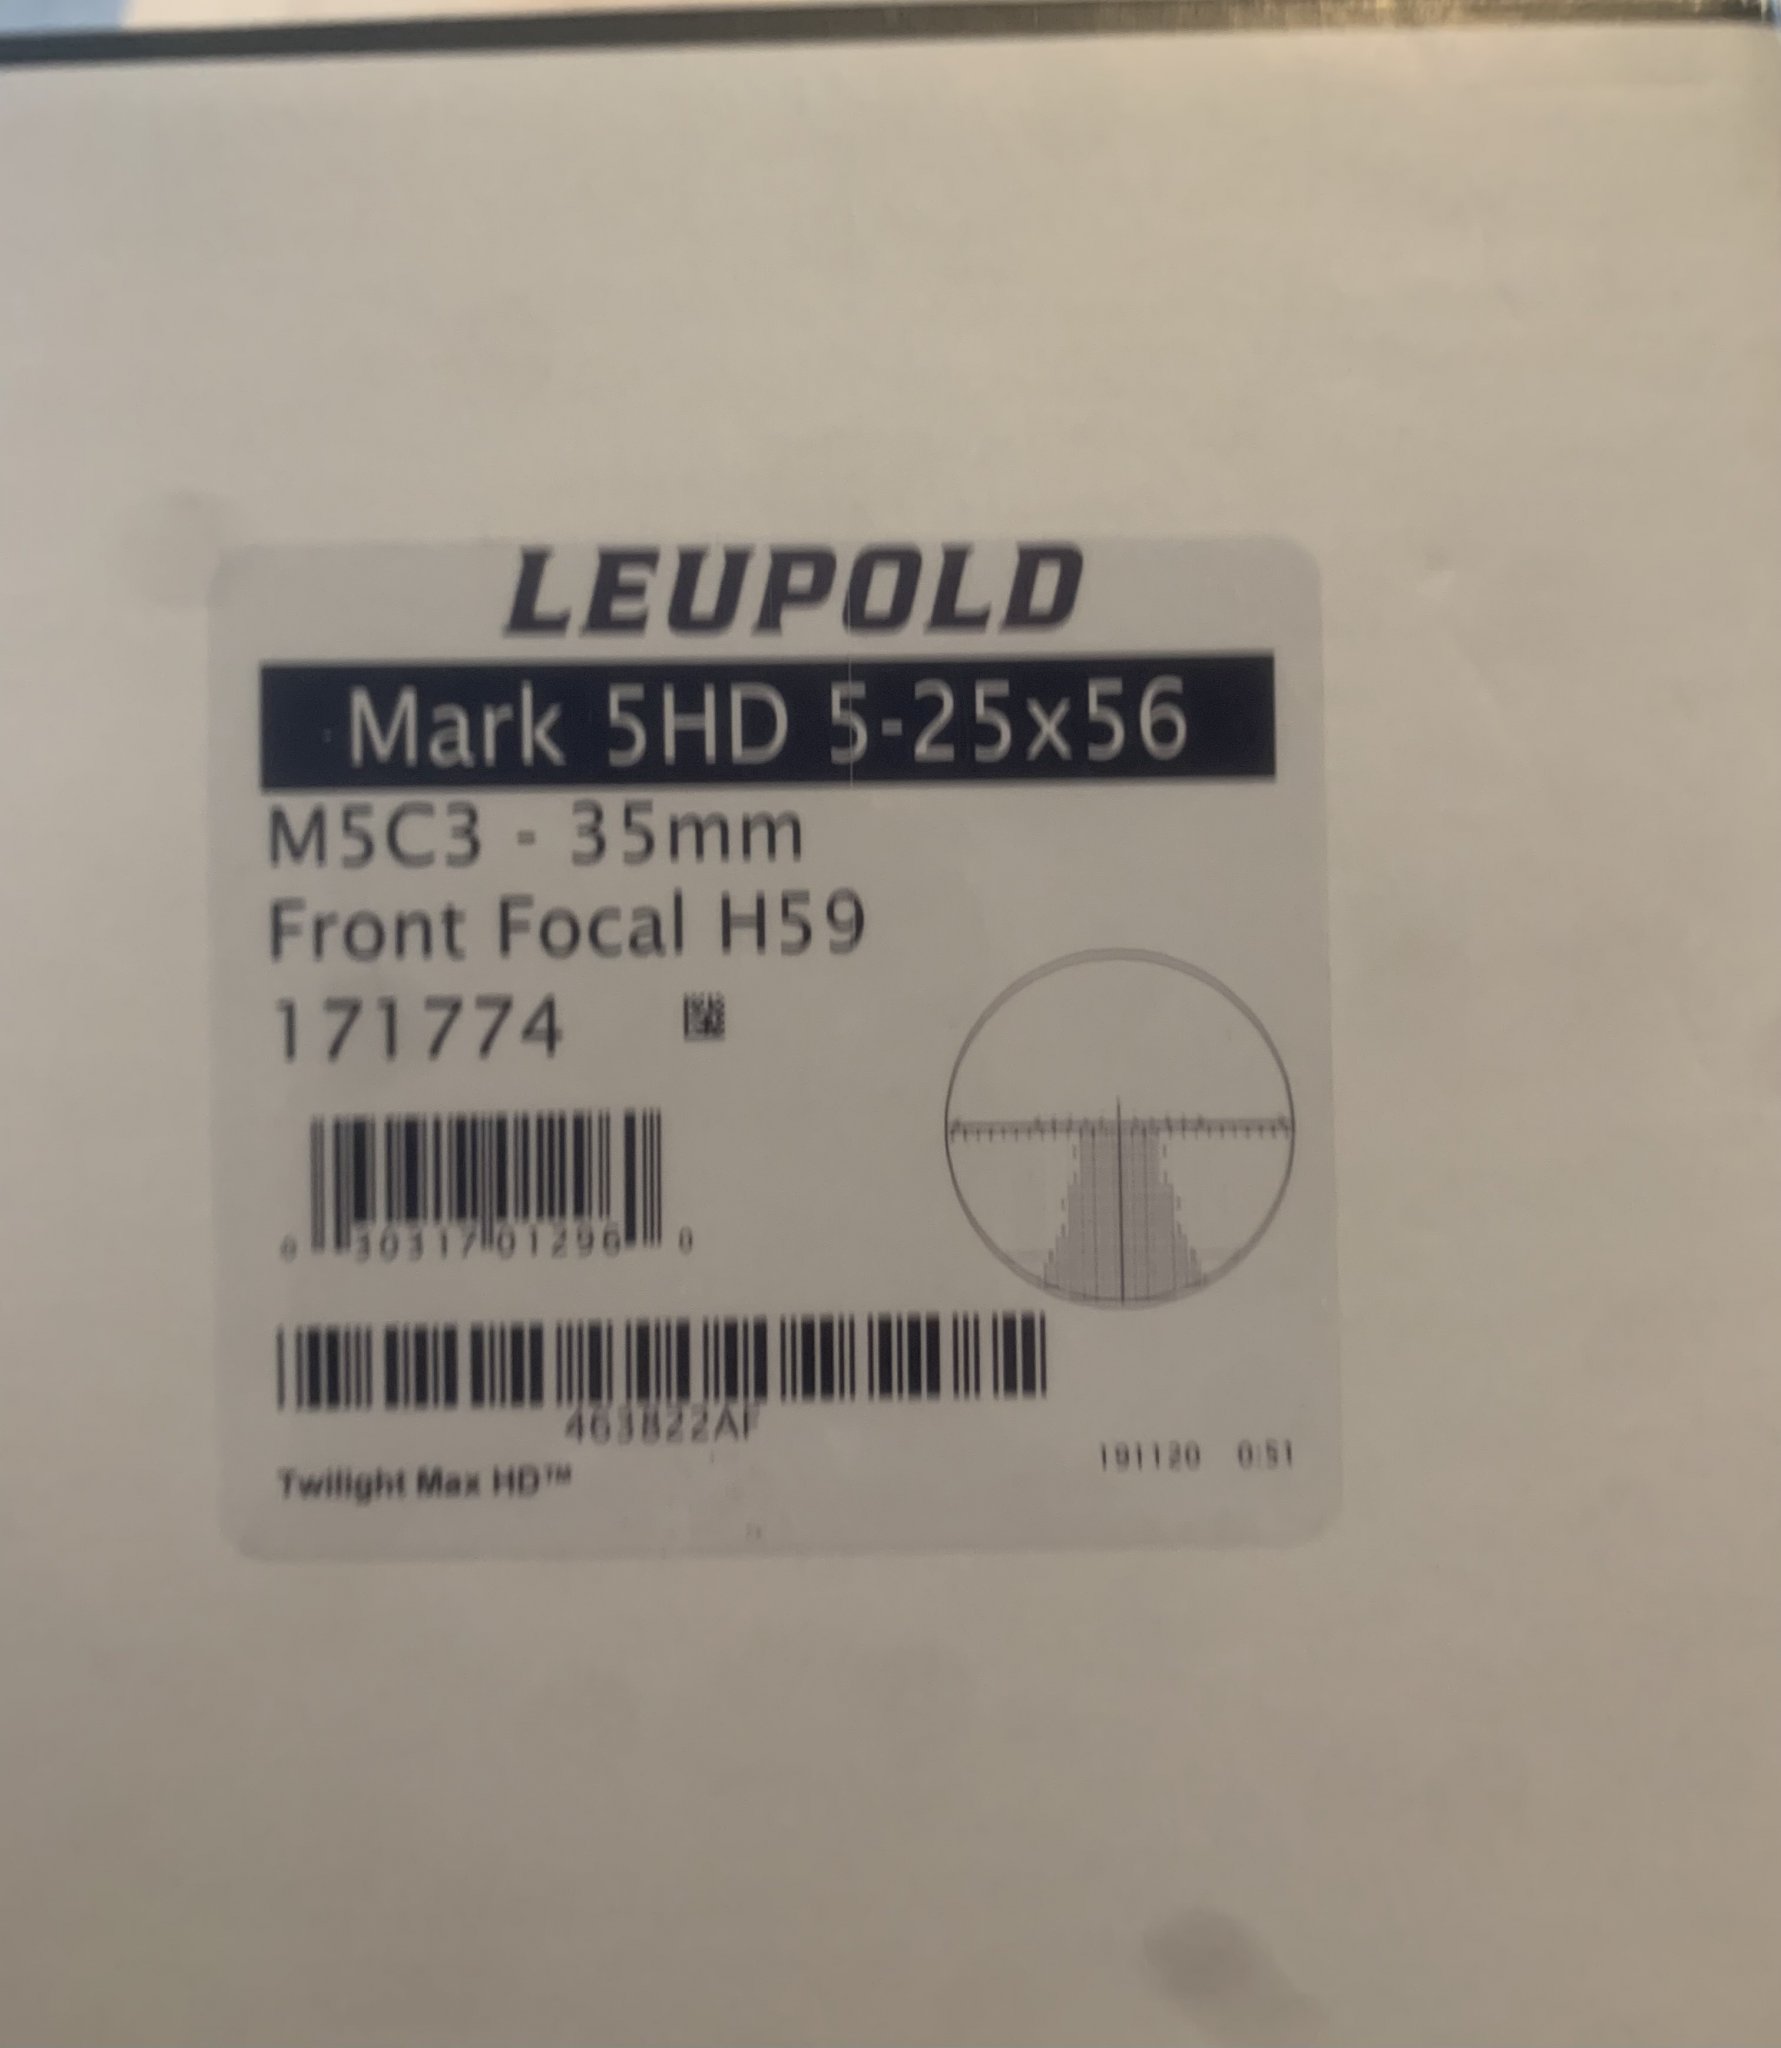 LEUPOLD
Mark 5HD 5-25x56
M5C3 - 35mm
Front Focal H59
171774
0 30317 01296 0
463822AF
191120 0:51
Twilight Max HD™